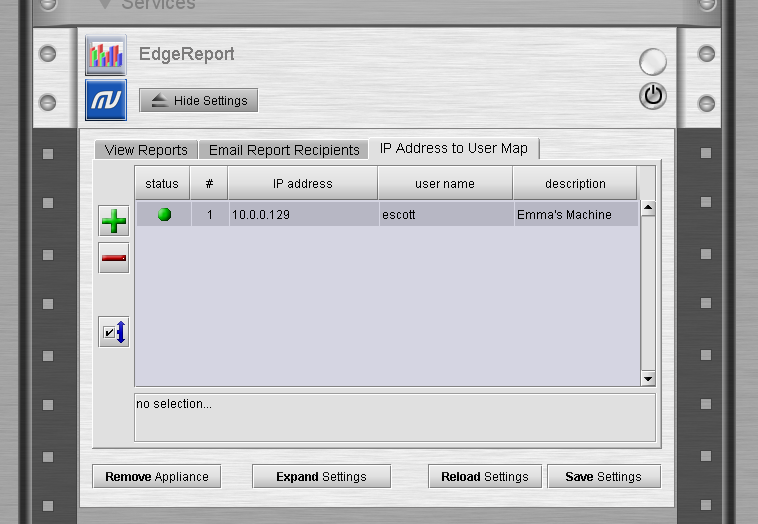 Services
EdgeReport
Hide Settings
View Reports Email Report Recipients IP Address to User Map
status # IP address user name description
1 10.0.0.129 escott Emma's Machine
no selection...
Remove Appliance Expand Settings Reload Settings Save Settings